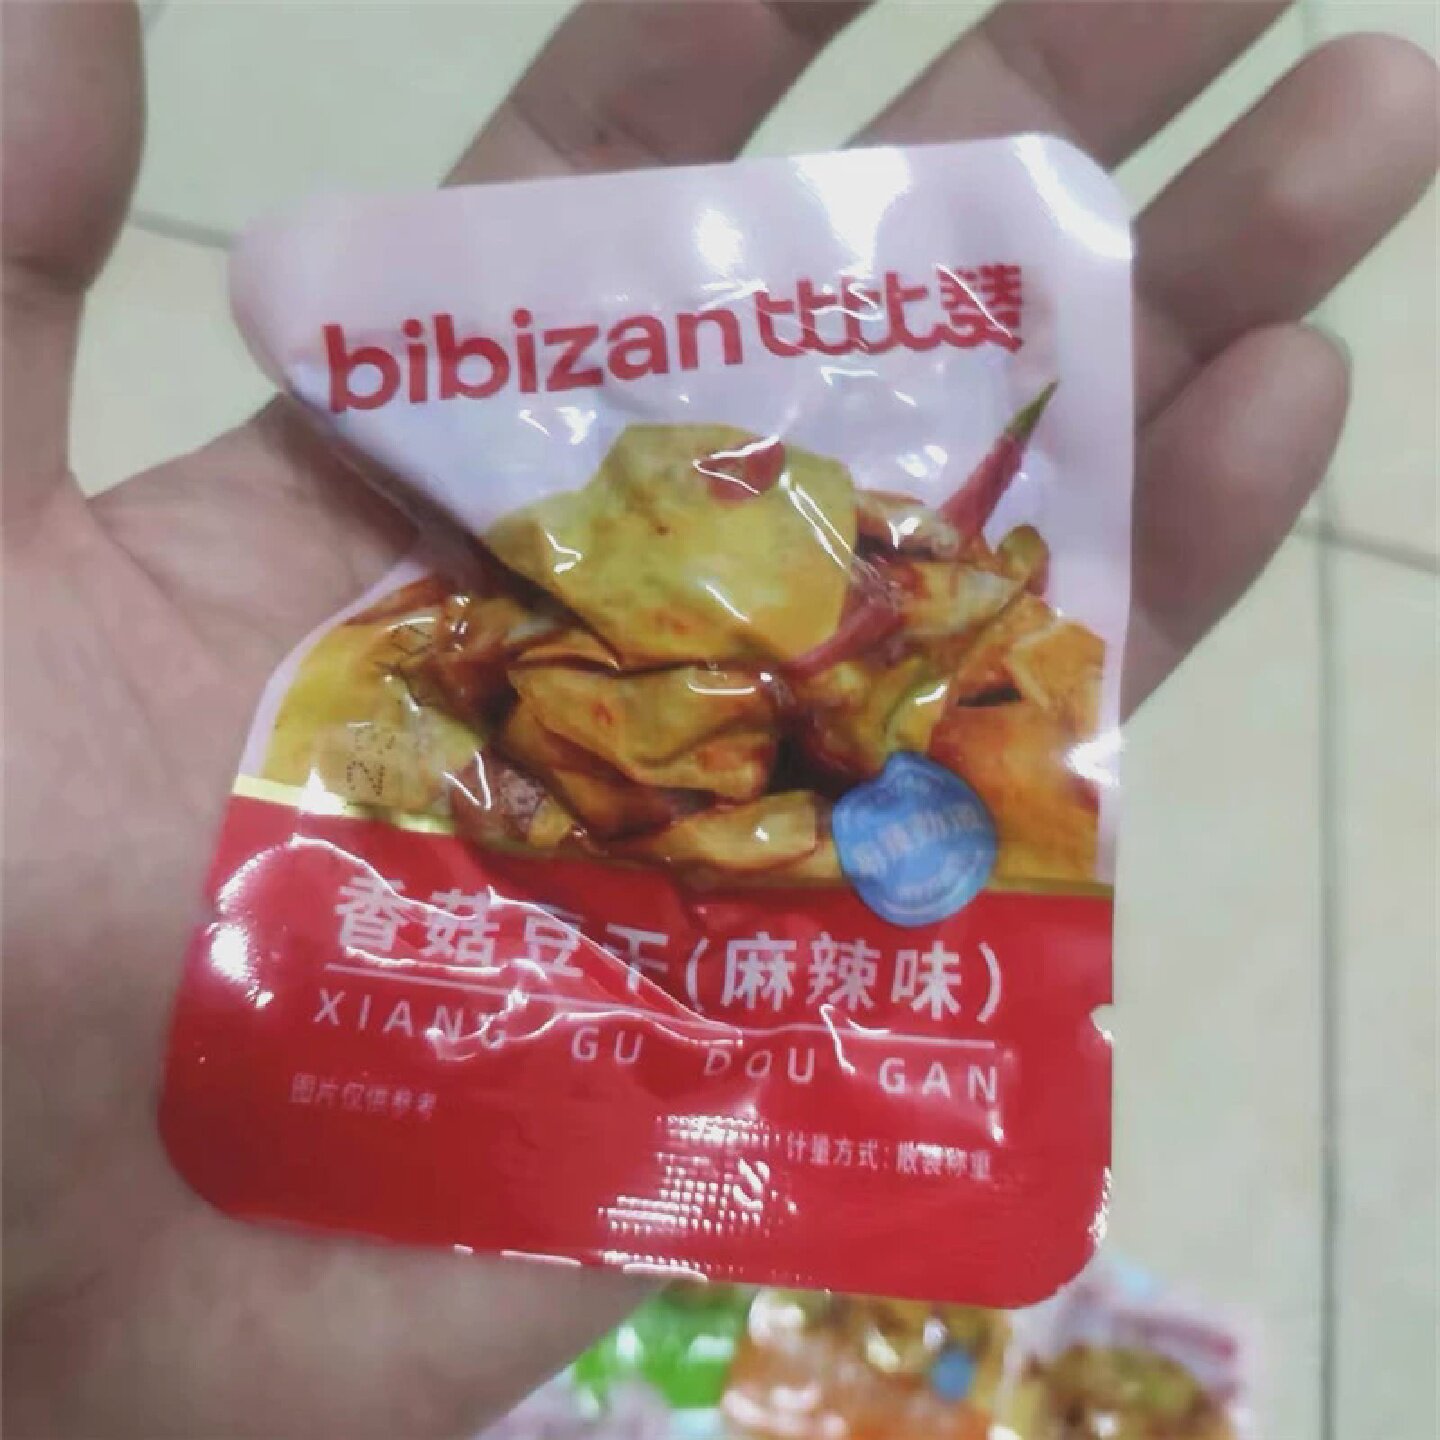 bibizan比比赞
香菇豆干(麻辣味)
XIANG GU DOU GAN
图片仅供参考
计量方式:散装称重